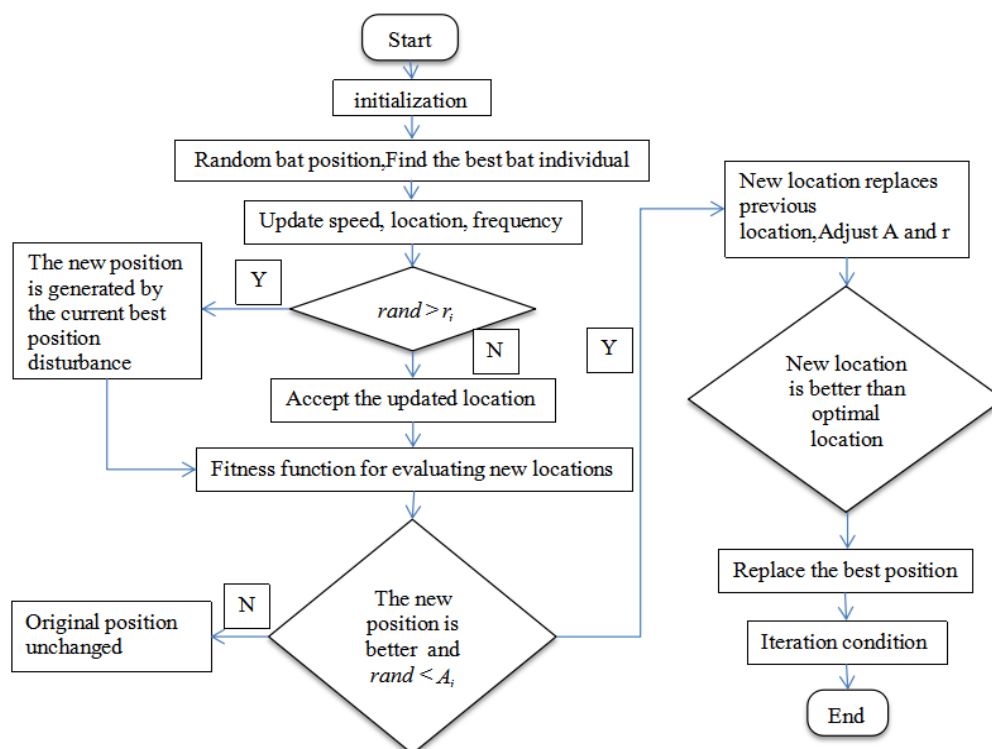 Start
initialization
Random bat position,Find the best bat individual
Update speed, location, frequency
The new position
is generated by
the current best
position
disturbance
Y
rand > r_i
N
Accept the updated location
Fitness function for evaluating new locations
Original position
unchanged
N
The new
position is
better and
rand < A_i
Y
New location replaces
previous
location,Adjust A and r
New location
is better than
optimal
location
Replace the best position
Iteration condition
End